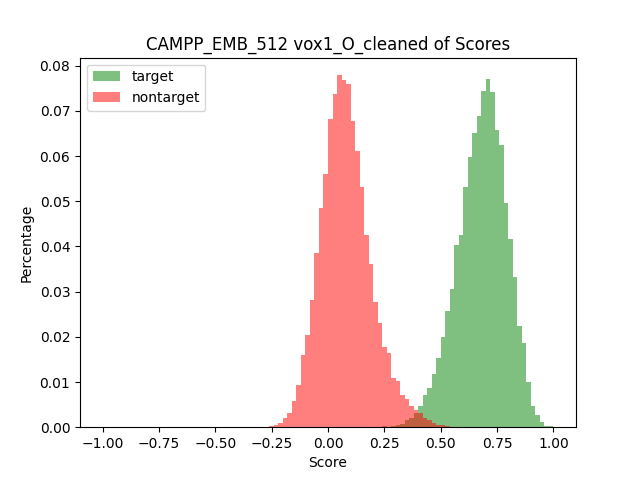 CAMPP_EMB_512 vox1_O_cleaned of Scores
target
nontarget
Percentage
0.08
0.07
0.06
0.05
0.04
0.03
0.02
0.01
0.00
−1.00 −0.75 −0.50 −0.25 0.00 0.25 0.50 0.75 1.00
Score